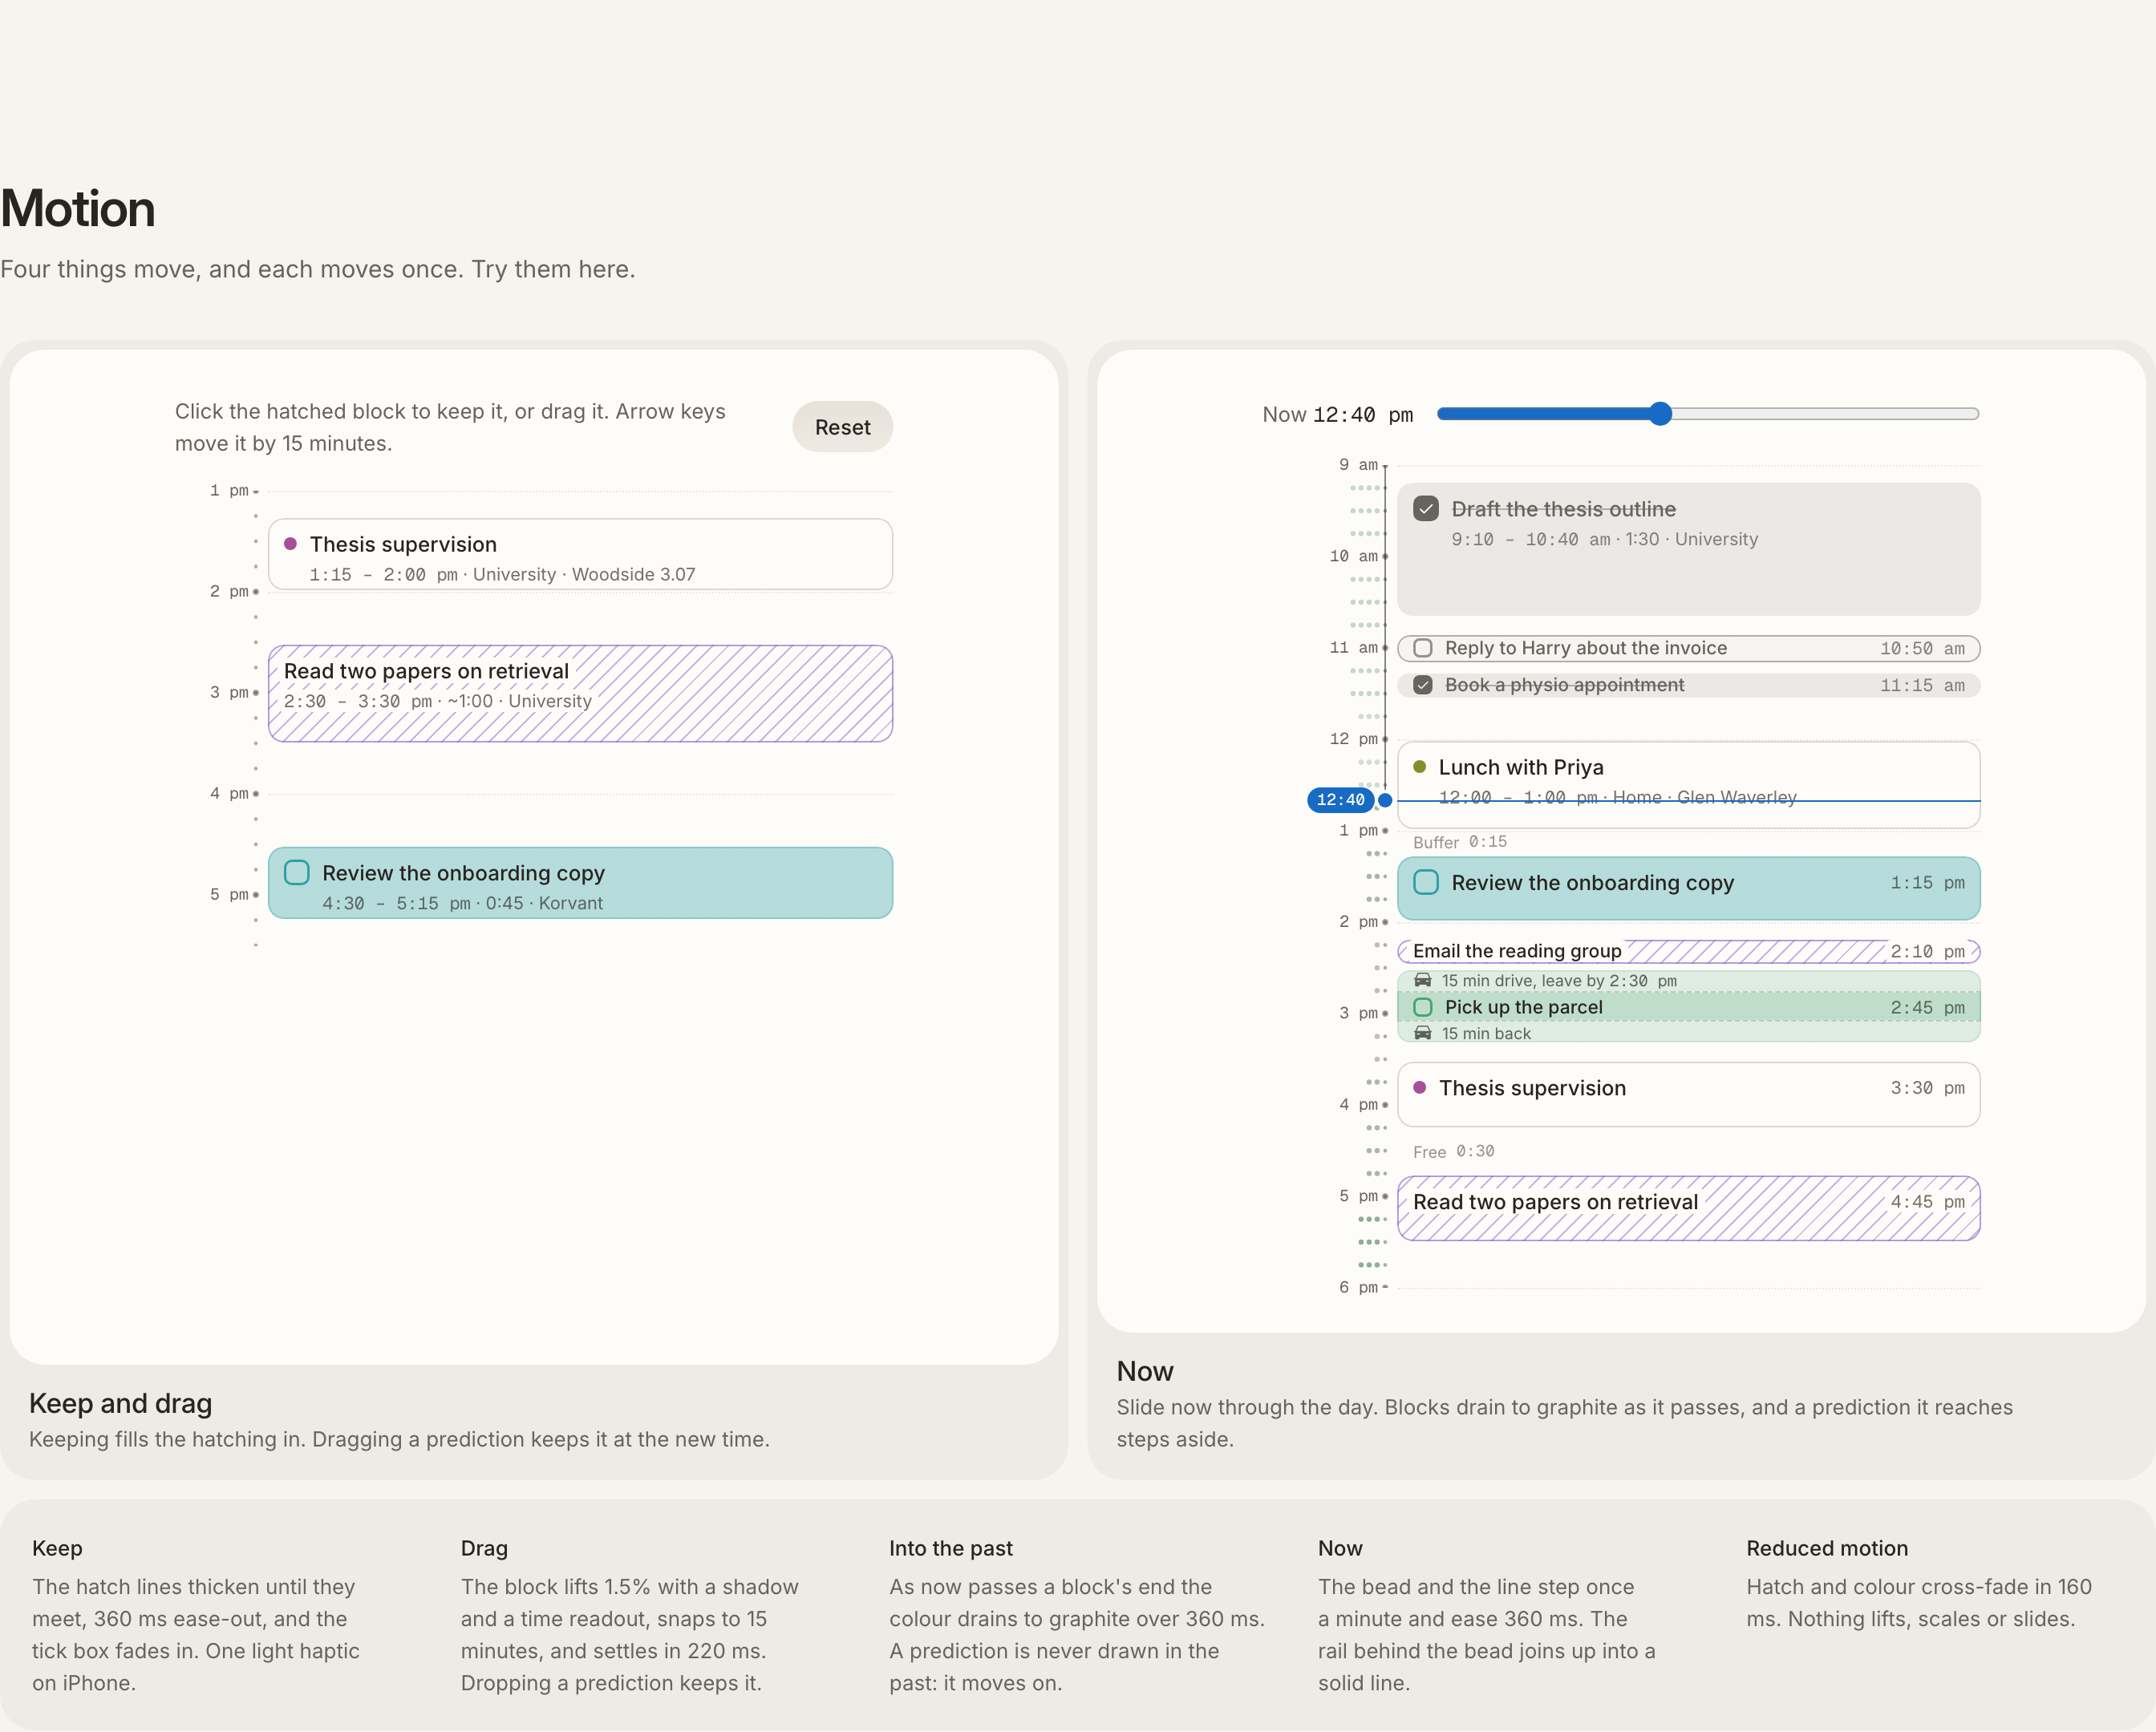 Motion
Four things move, and each moves once. Try them here.
Click the hatched block to keep it, or drag it. Arrow keys
move it by 15 minutes.
Reset
1 pm
Thesis supervision
1:15 – 2:00 pm · University · Woodside 3.07
2 pm
Read two papers on retrieval
2:30 – 3:30 pm · ~1:00 · University
3 pm
4 pm
Review the onboarding copy
4:30 – 5:15 pm · 0:45 · Korvant
5 pm
Keep and drag
Keeping fills the hatching in. Dragging a prediction keeps it at the new time.
Now 12:40 pm
9 am
Draft the thesis outline
9:10 – 10:40 am · 1:30 · University
10 am
11 am
Reply to Harry about the invoice 10:50 am
Book a physio appointment 11:15 am
12 pm
Lunch with Priya
12:00 – 1:00 pm · Home · Glen Waverley
12:40
1 pm
Buffer 0:15
Review the onboarding copy 1:15 pm
2 pm
Email the reading group 2:10 pm
15 min drive, leave by 2:30 pm
Pick up the parcel 2:45 pm
3 pm
15 min back
Thesis supervision 3:30 pm
4 pm
Free 0:30
5 pm
Read two papers on retrieval 4:45 pm
6 pm
Now
Slide now through the day. Blocks drain to graphite as it passes, and a prediction it reaches
steps aside.
Keep
The hatch lines thicken until they
meet, 360 ms ease-out, and the
tick box fades in. One light haptic
on iPhone.
Drag
The block lifts 1.5% with a shadow
and a time readout, snaps to 15
minutes, and settles in 220 ms.
Dropping a prediction keeps it.
Into the past
As now passes a block's end the
colour drains to graphite over 360 ms.
A prediction is never drawn in the
past: it moves on.
Now
The bead and the line step once
a minute and ease 360 ms. The
rail behind the bead joins up into a
solid line.
Reduced motion
Hatch and colour cross-fade in 160
ms. Nothing lifts, scales or slides.